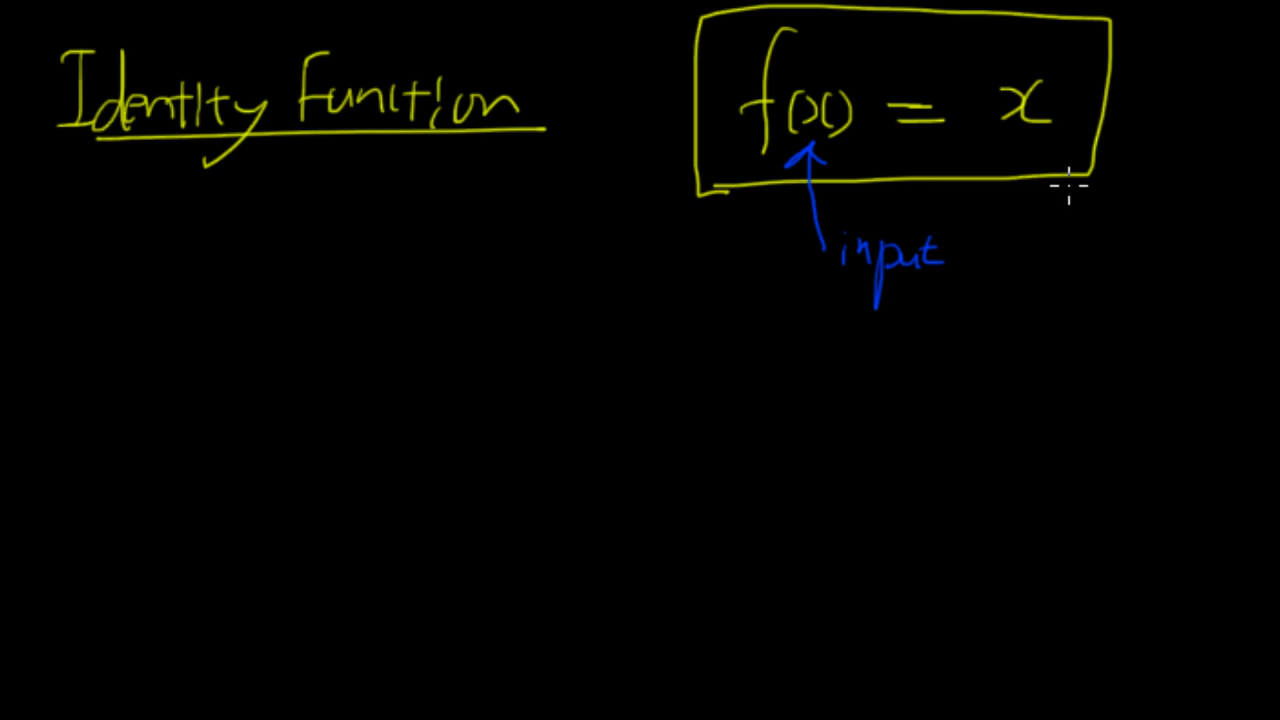 Identity Function
f(x) = x
input